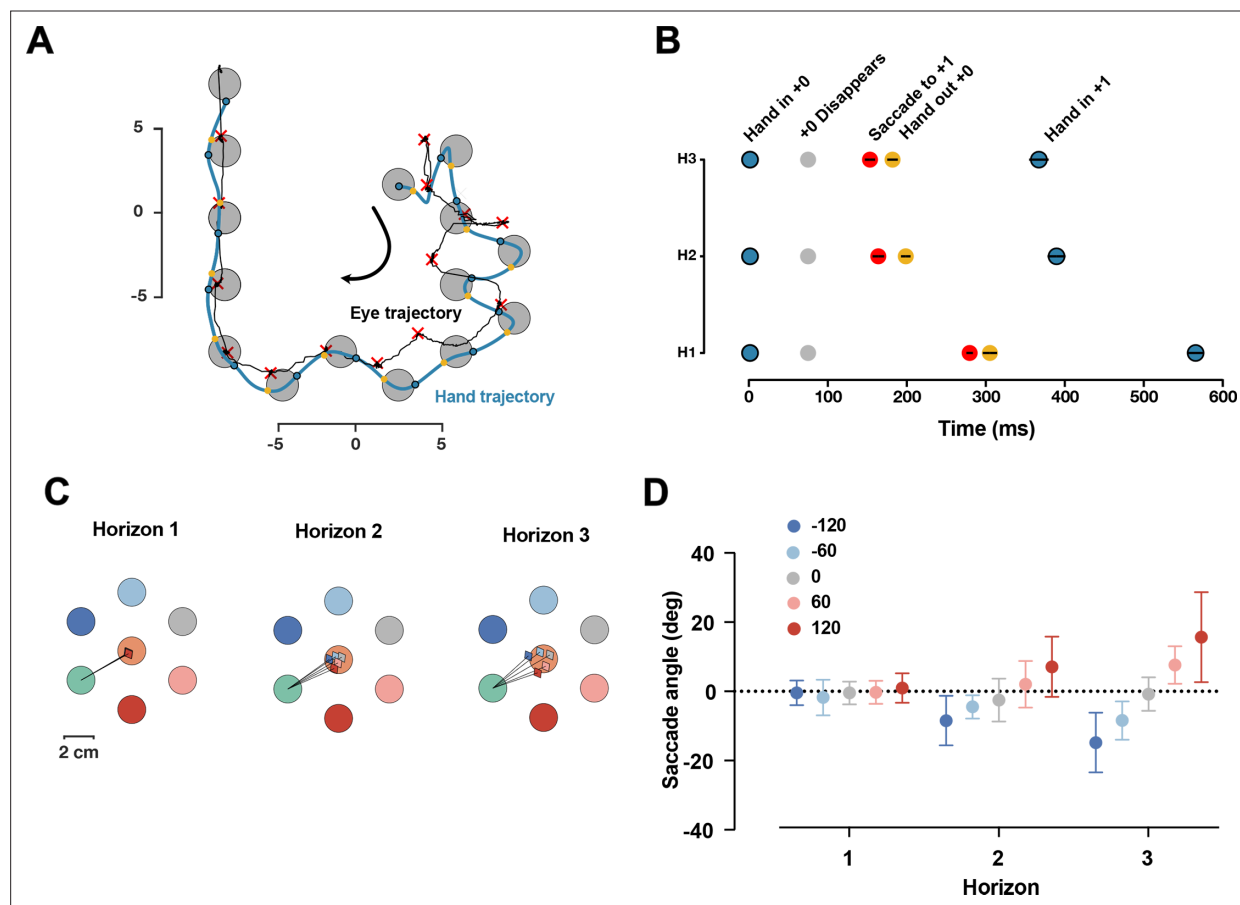 A
5
0
-5
Eye trajectory
Hand trajectory
-5
0
5
B
Hand in +0
+0 Disappears
Saccade to +1
Hand out +0
Hand in +1
H3
H2
H1
0
100
200
300
400
500
600
Time (ms)
C
Horizon 1
Horizon 2
Horizon 3
2 cm
D
-120
-60
0
60
120
40
20
0
-20
-40
Saccade angle (deg)
1
2
3
Horizon